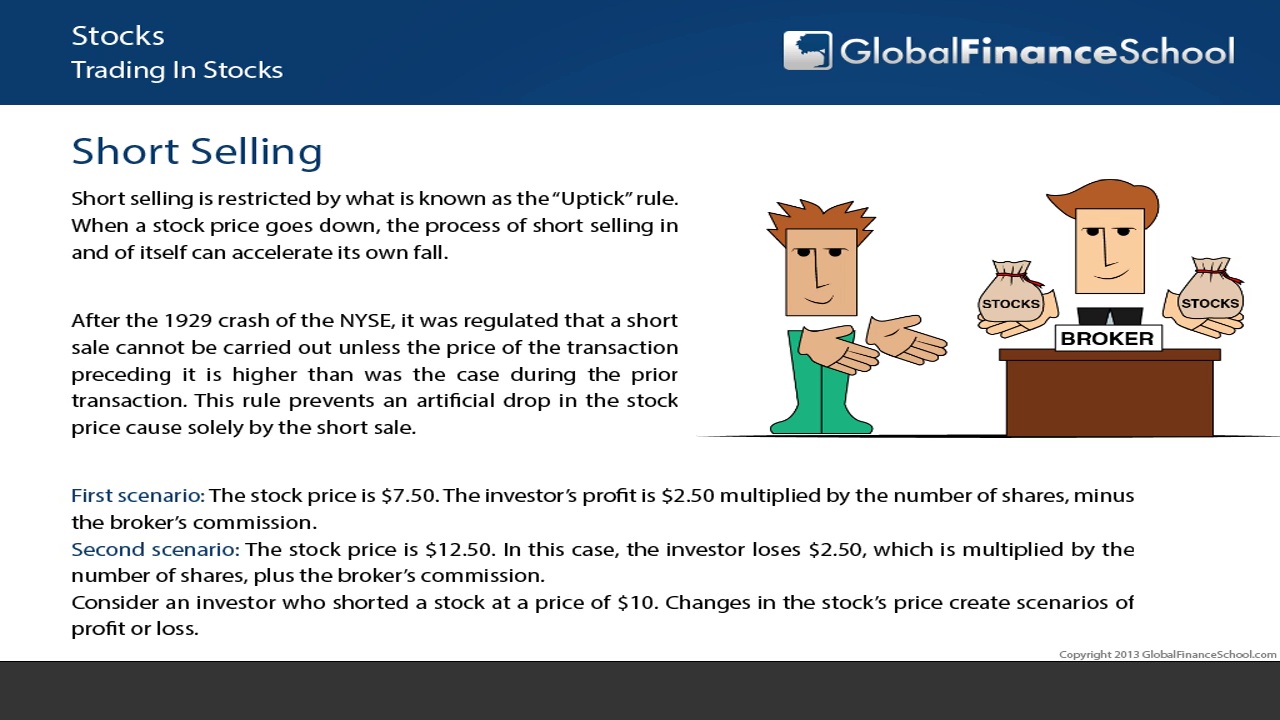 Stocks
Trading In Stocks
GlobalFinanceSchool
Short Selling
Short selling is restricted by what is known as the “Uptick” rule.
When a stock price goes down, the process of short selling in
and of itself can accelerate its own fall.
After the 1929 crash of the NYSE, it was regulated that a short
sale cannot be carried out unless the price of the transaction
preceding it is higher than was the case during the prior
transaction. This rule prevents an artificial drop in the stock
price cause solely by the short sale.
STOCKS
STOCKS
BROKER
First scenario: The stock price is $7.50. The investor’s profit is $2.50 multiplied by the number of shares, minus
the broker’s commission.
Second scenario: The stock price is $12.50. In this case, the investor loses $2.50, which is multiplied by the
number of shares, plus the broker’s commission.
Consider an investor who shorted a stock at a price of $10. Changes in the stock’s price create scenarios of
profit or loss.
Copyright 2013 GlobalFinanceSchool.com